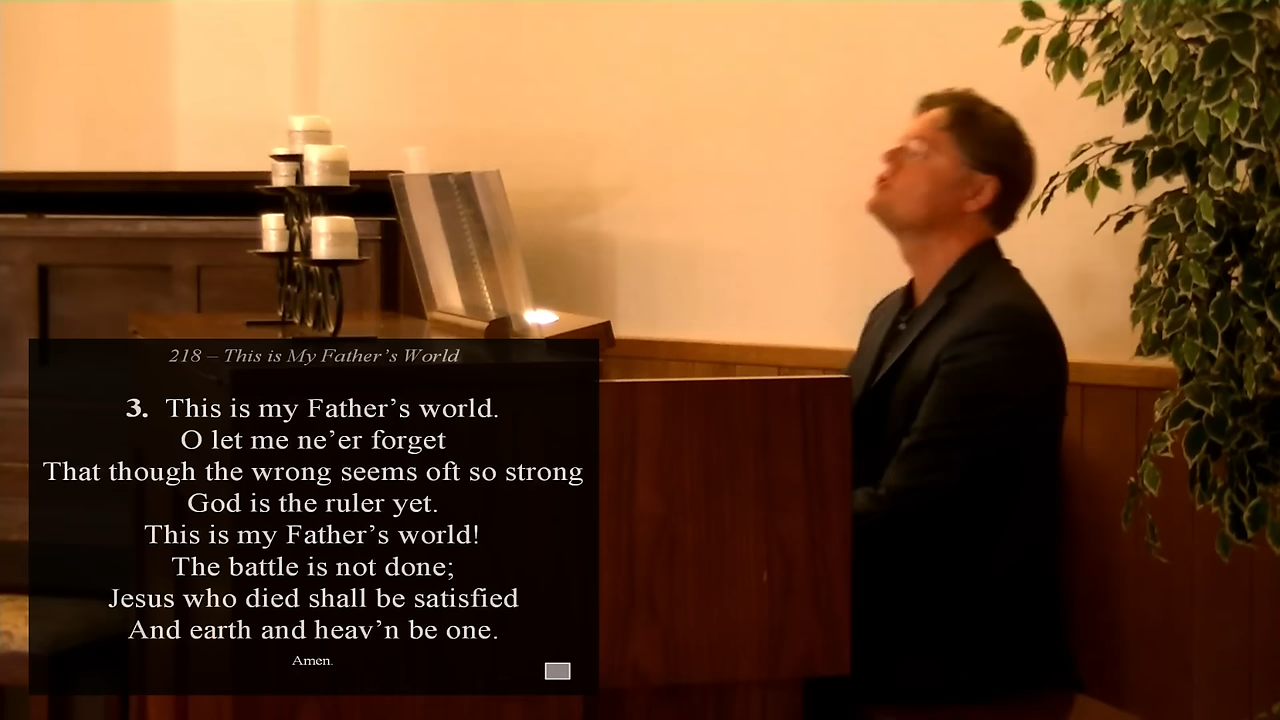 218 – This is My Father’s World
3. This is my Father’s world.
O let me ne’er forget
That though the wrong seems oft so strong
God is the ruler yet.
This is my Father’s world!
The battle is not done;
Jesus who died shall be satisfied
And earth and heav’n be one.
Amen.